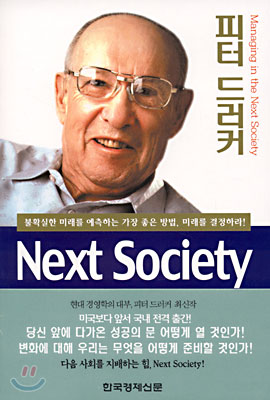 피터 드러커
Managing in the Next Society
불확실한 미래를 예측하는 가장 좋은 방법, 미래를 결정하라!
Next Society
현대 경영학의 대부, 피터 드러커 최신작
미국보다 앞서 국내 전격 출간!
당신 앞에 다가온 성공의 문 어떻게 열 것인가!
변화에 대해 우리는 무엇을 어떻게 준비할 것인가!
다음 사회를 지배하는 힘, Next Society!
한국경제신문
YES24